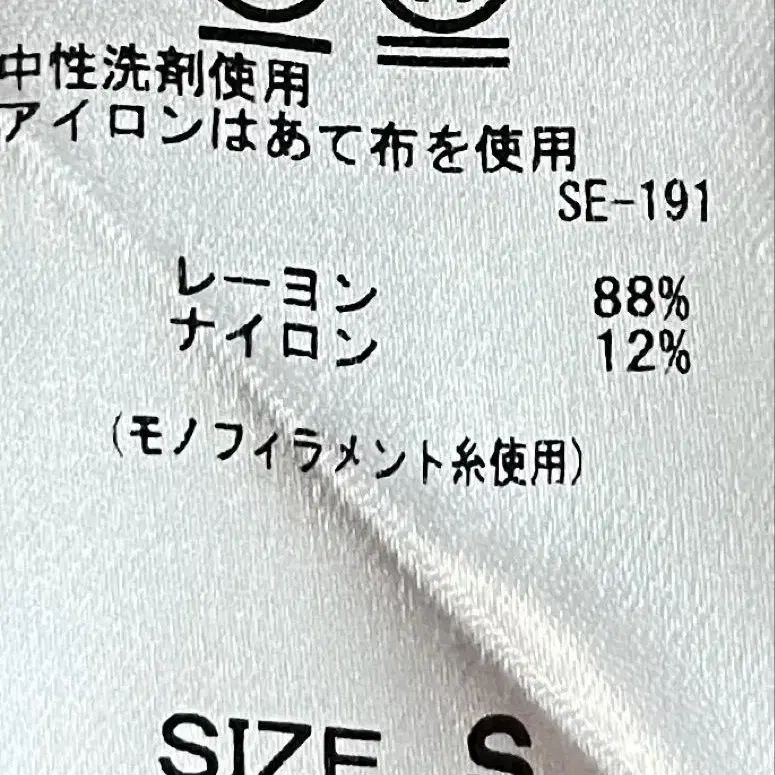 中性洗剤使用
アイロンはあて布を使用
SE-191
レーヨン 88%
ナイロン 12%
(モノフィラメント糸使用)
SIZE S